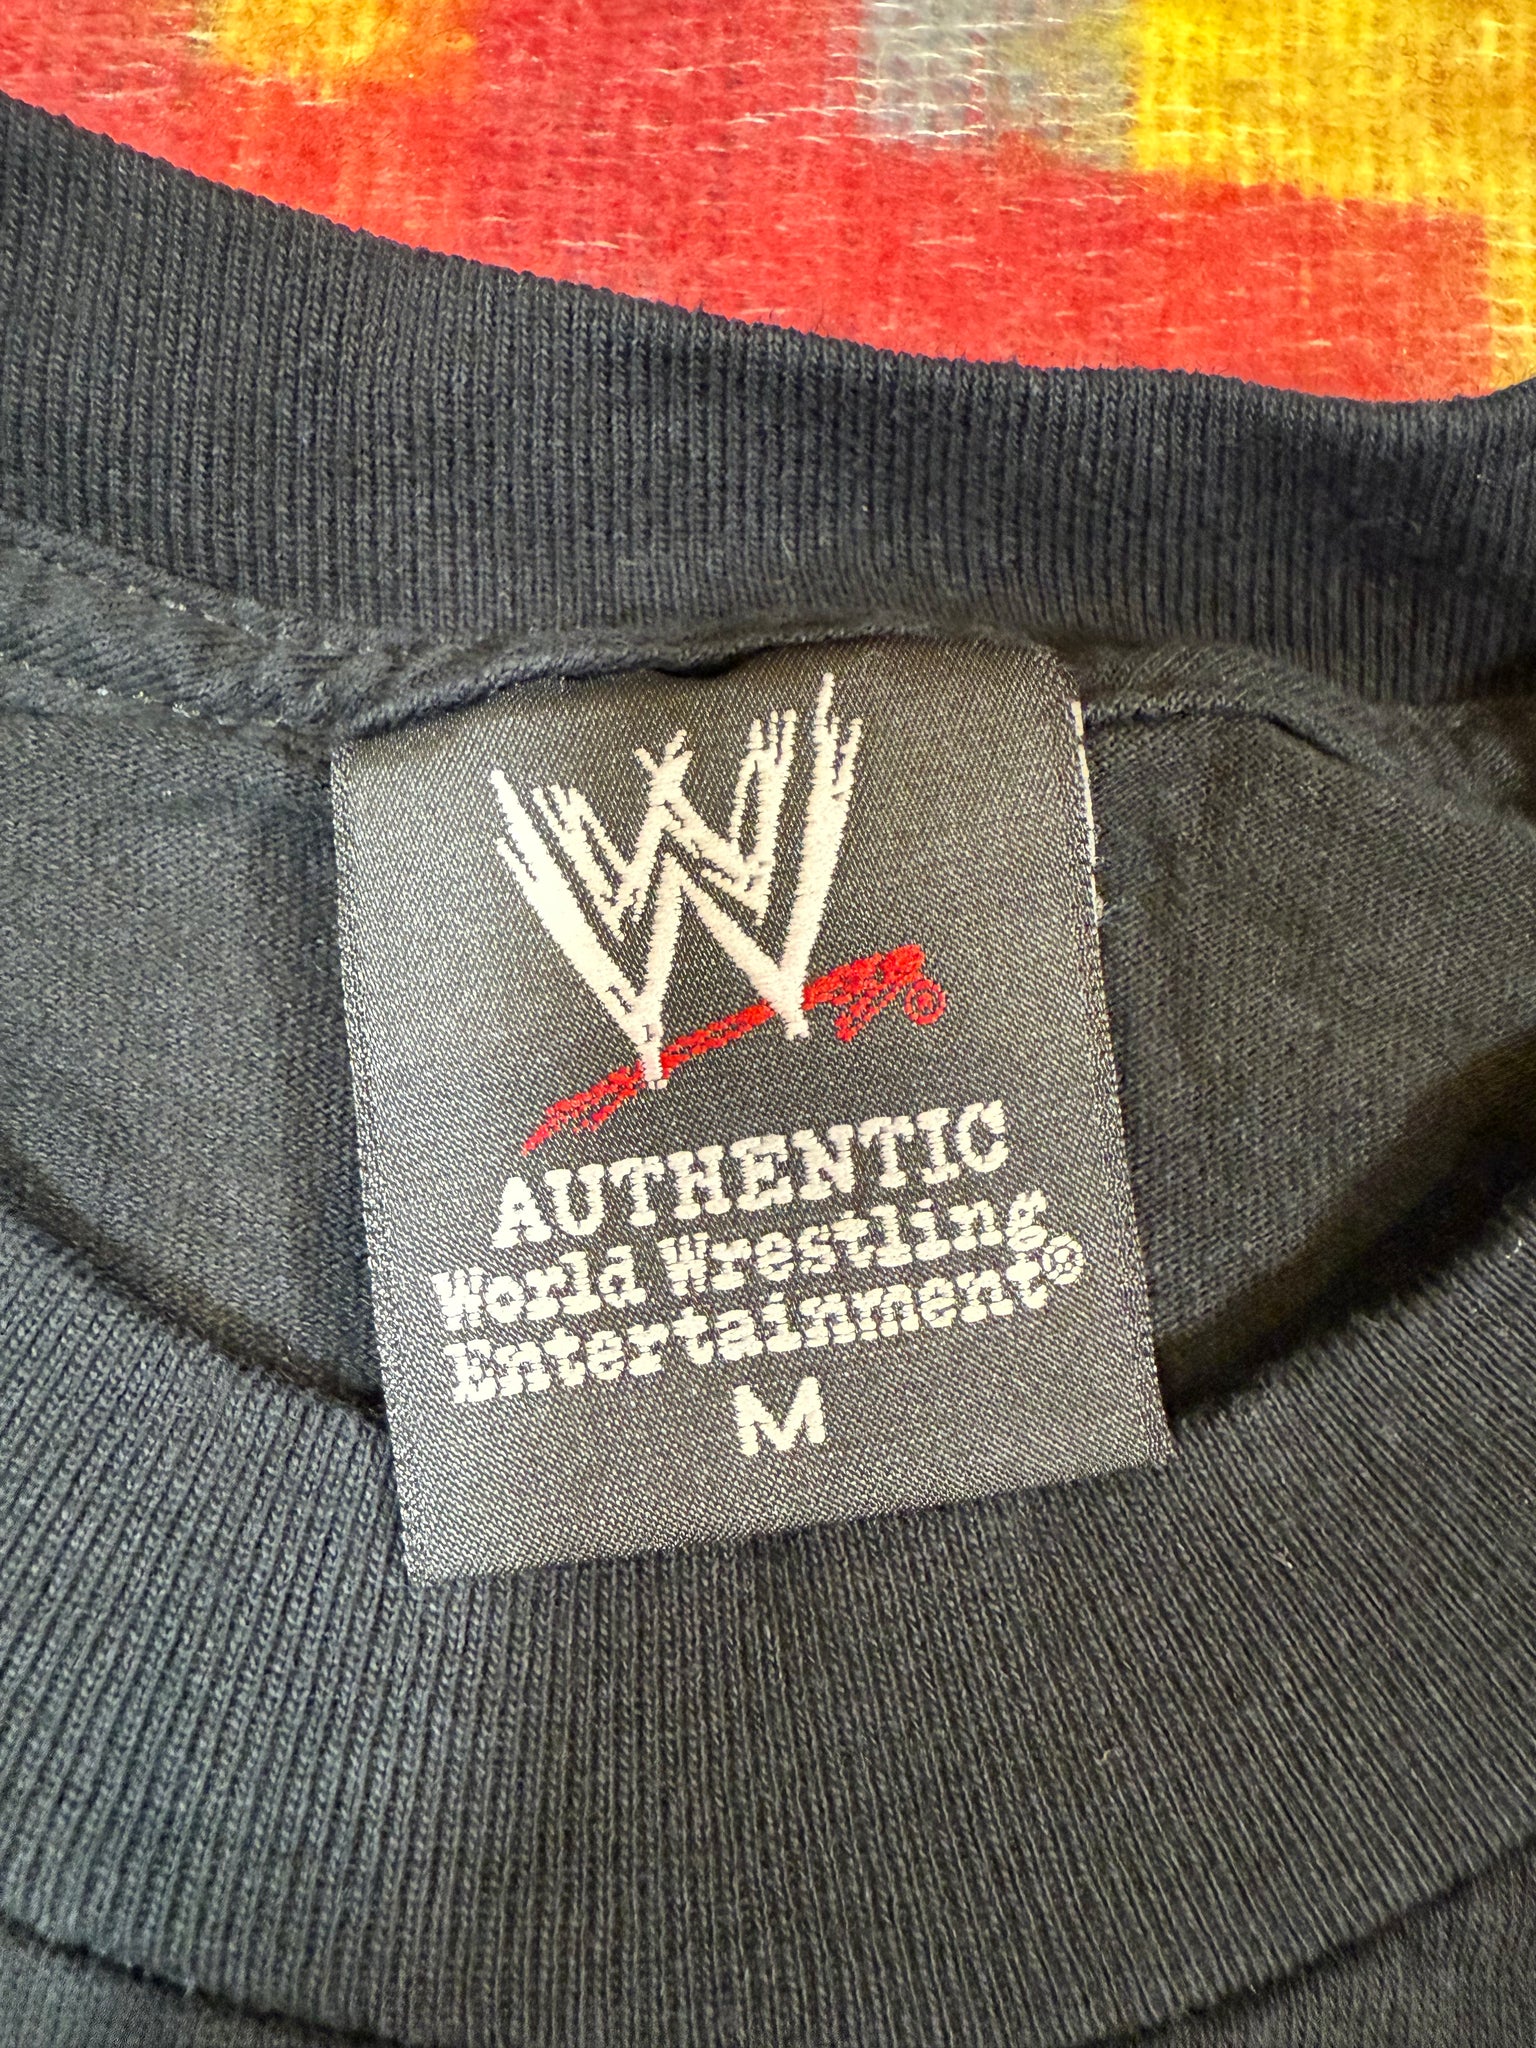 W®
AUTHENTIC
World Wrestling
Entertainment®
M